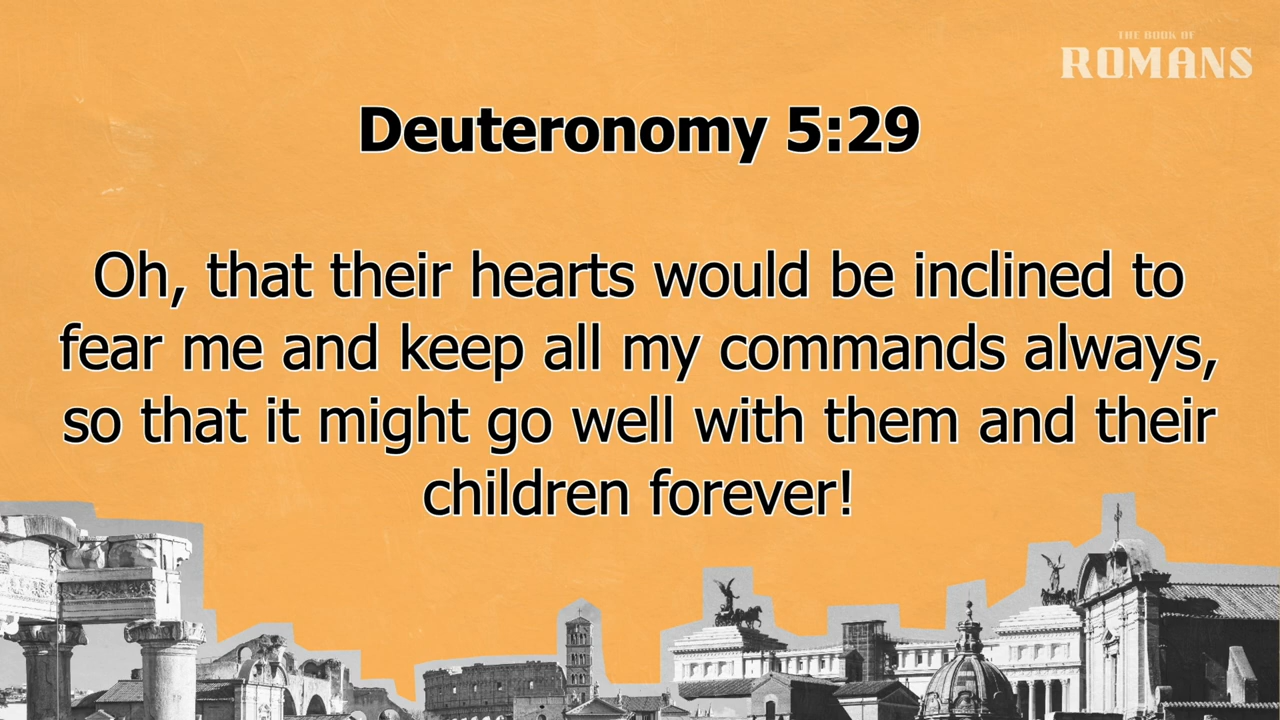 THE BOOK OF
ROMANS
Deuteronomy 5:29
Oh, that their hearts would be inclined to
fear me and keep all my commands always,
so that it might go well with them and their
children forever!